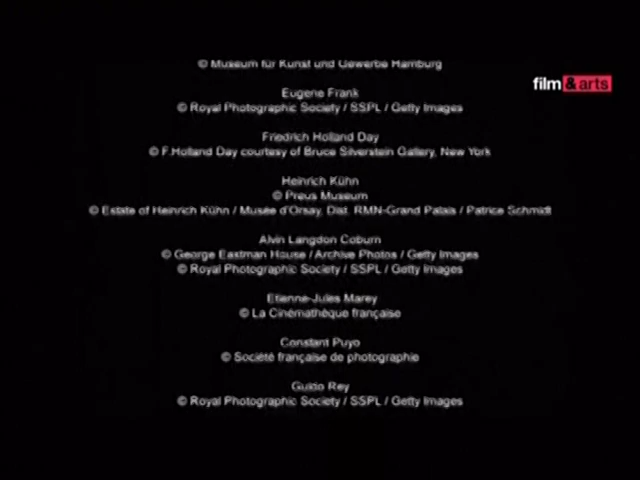 © Museum für Kunst und Gewerbe Hamburg
film & arts
Eugene Frank
© Royal Photographic Society / SSPL / Getty Images
Friedrich Holland Day
© F.Holland Day courtesy of Bruce Silverstein Gallery, New York
Heinrich Kühn
© Preus Museum
© Estate of Heinrich Kühn / Musée d'Orsay, Dist. RMN-Grand Palais / Patrice Schmidt
Alvin Langdon Coburn
© George Eastman House / Archive Photos / Getty Images
© Royal Photographic Society / SSPL / Getty Images
Etienne-Jules Marey
© La Cinémathèque française
Constant Puyo
© Société française de photographie
Guido Rey
© Royal Photographic Society / SSPL / Getty Images